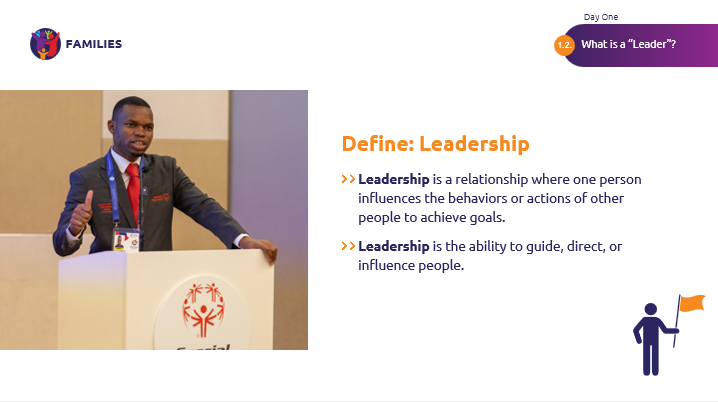 Day One
FAMILIES
1.2.
What is a "Leader"?
Define: Leadership
Leadership is a relationship where one person
influences the behaviors or actions of other
people to achieve goals.
Leadership is the ability to guide, direct, or
influence people.